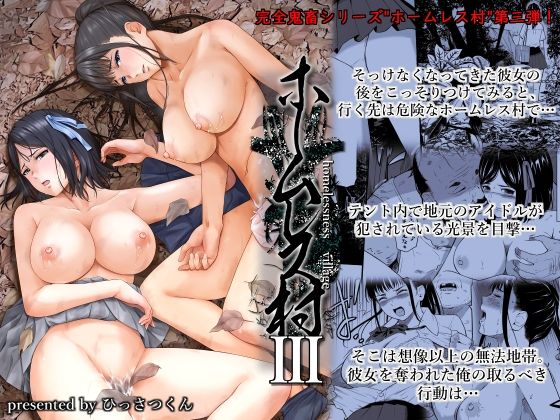 完全鬼畜シリーズ"ホームレス村"第三弾！
ホームレス村
homelessness village
III
presented by ひっさつくん
そっけなくなってきた彼女の
後をこっそりつけてみると、
行く先は危険なホームレス村で…
テント内で地元のアイドルが
犯されている光景を目撃…
そこは想像以上の無法地帯。
彼女を奪われた俺の取るべき
行動は…